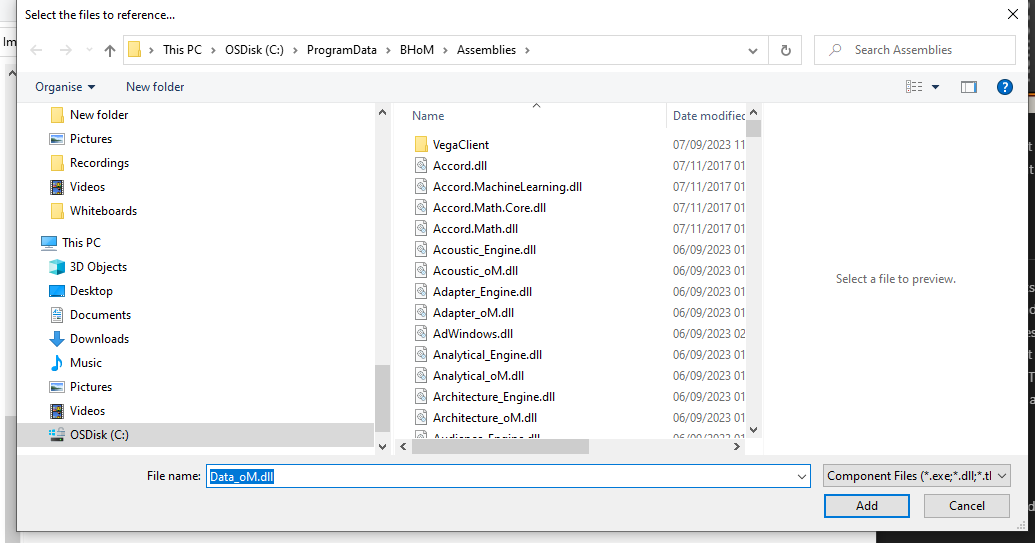 Select the files to reference...
Im
This PC > OSDisk (C:) > ProgramData > BHoM > Assemblies >
Search Assemblies
Organise
New folder
New folder
Pictures
Recordings
Videos
Whiteboards
This PC
3D Objects
Desktop
Documents
Downloads
Music
Pictures
Videos
OSDisk (C:)
Name Date modified
VegaClient 07/09/2023 11
Accord.dll 07/11/2017 01
Accord.MachineLearning.dll 07/11/2017 01
Accord.Math.Core.dll 07/11/2017 01
Accord.Math.dll 07/11/2017 01
Acoustic_Engine.dll 06/09/2023 01
Acoustic_oM.dll 06/09/2023 01
Adapter_Engine.dll 06/09/2023 01
Adapter_oM.dll 06/09/2023 01
AdWindows.dll 06/09/2023 02
Analytical_Engine.dll 06/09/2023 01
Analytical_oM.dll 06/09/2023 01
Architecture_Engine.dll 06/09/2023 01
Architecture_oM.dll 06/09/2023 01
Audience_Engine.dll 06/09/2023 01
Select a file to preview.
File name: Data_oM.dll
Component Files (*.exe;*.dll;*.tl
Add
Cancel